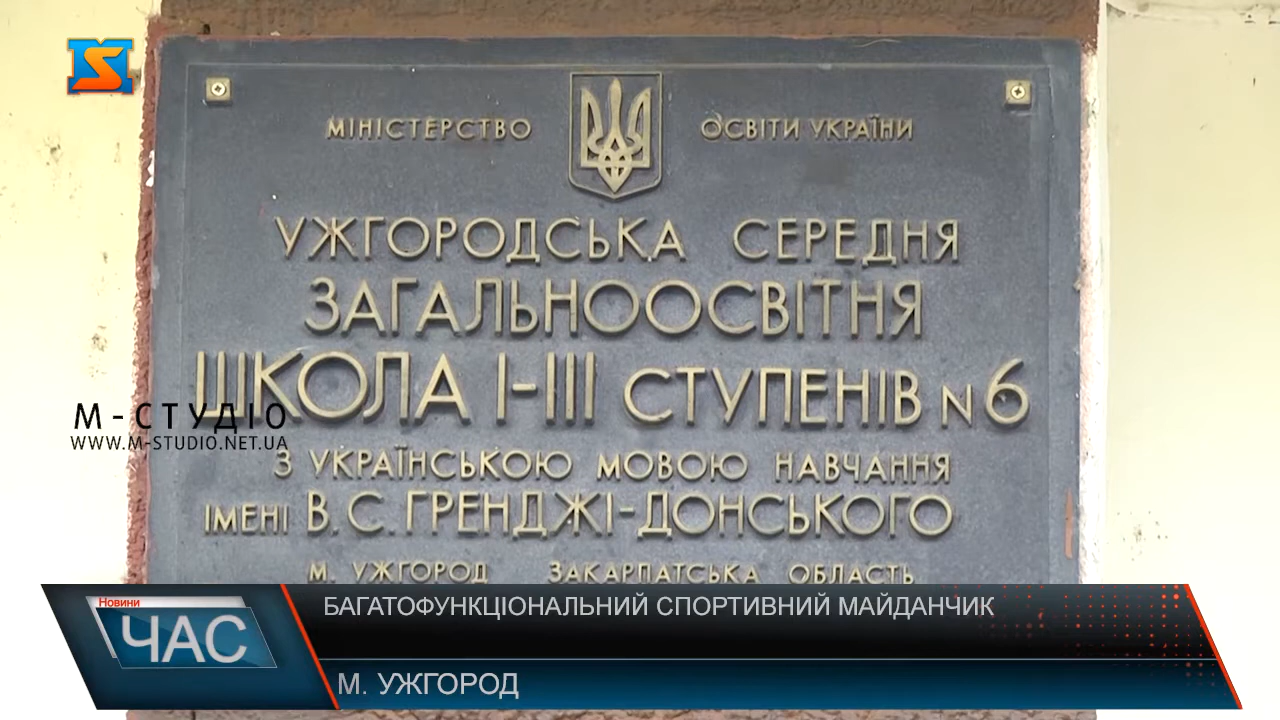 МІНІСТЕРСТВО ОСВІТИ УКРАЇНИ
УЖГОРОДСЬКА СЕРЕДНЯ
ЗАГАЛЬНООСВІТНЯ
ШКОЛА І-ІІІ СТУПЕНІВ N 6
З УКРАЇНСЬКОЮ МОВОЮ НАВЧАННЯ
ІМЕНІ В.С.ГРЕНДЖІ-ДОНСЬКОГО
М. УЖГОРОД ЗАКАРПАТСЬКА ОБЛАСТЬ
М-СТУДІО
WWW.M-STUDIO.NET.UA
Новини
ЧАС
БАГАТОФУНКЦІОНАЛЬНИЙ СПОРТИВНИЙ МАЙДАНЧИК
М. УЖГОРОД